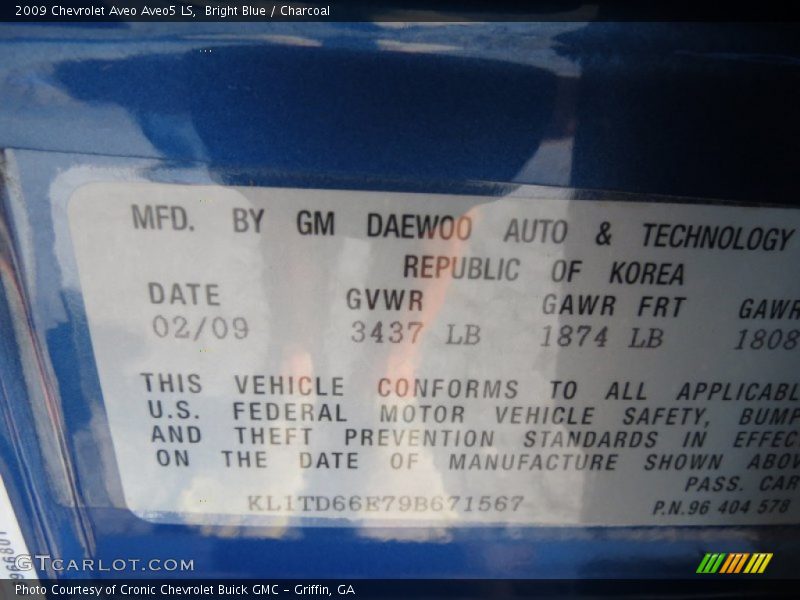 2009 Chevrolet Aveo Aveo5 LS, Bright Blue / Charcoal
MFD. BY GM DAEWOO AUTO & TECHNOLOGY
REPUBLIC OF KOREA
DATE GVWR GAWR FRT GAWR
02/09 3437 LB 1874 LB 1808
THIS VEHICLE CONFORMS TO ALL APPLICABL
U.S. FEDERAL MOTOR VEHICLE SAFETY, BUMP
AND THEFT PREVENTION STANDARDS IN EFFEC
ON THE DATE OF MANUFACTURE SHOWN ABOV
PASS. CAR
KL1TD66E79B671567 P.N.96 404 578
GTCARLOT.COM
Photo Courtesy of Cronic Chevrolet Buick GMC - Griffin, GA